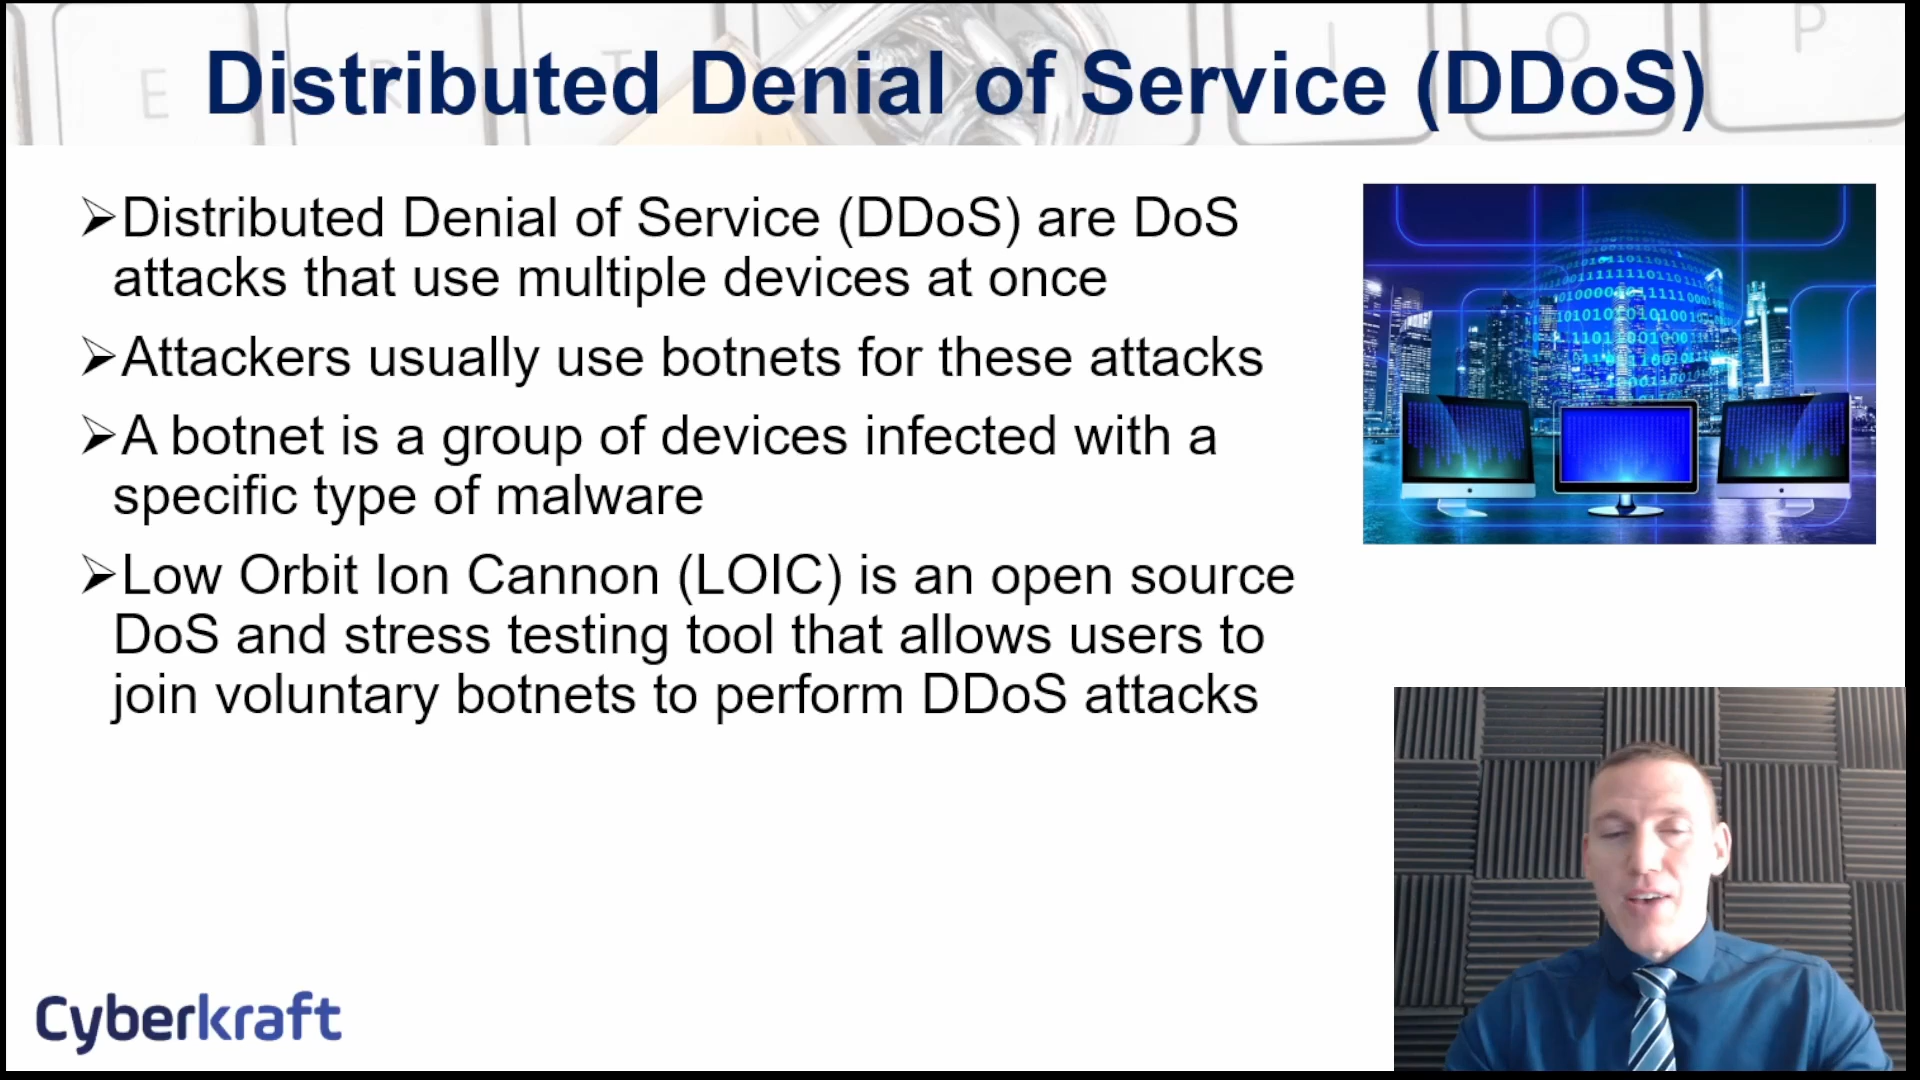 Distributed Denial of Service (DDoS)
➢Distributed Denial of Service (DDoS) are DoS
attacks that use multiple devices at once
➢Attackers usually use botnets for these attacks
➢A botnet is a group of devices infected with a
specific type of malware
➢Low Orbit Ion Cannon (LOIC) is an open source
DoS and stress testing tool that allows users to
join voluntary botnets to perform DDoS attacks
Cyberkraft